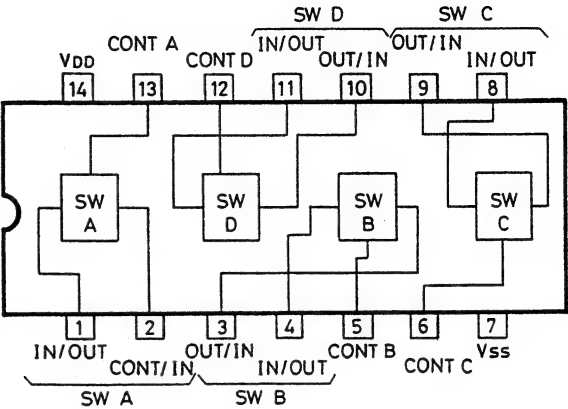 SW D SW C
CONT A IN/OUT OUT/IN
VDD CONT D OUT/IN IN/OUT
14 13 12 11 10 9 8
SW SW SW SW
A D B C
1 2 3 4 5 6 7
IN/OUT OUT/IN CONT B VSS
CONT/IN IN/OUT CONT C
SW A SW B